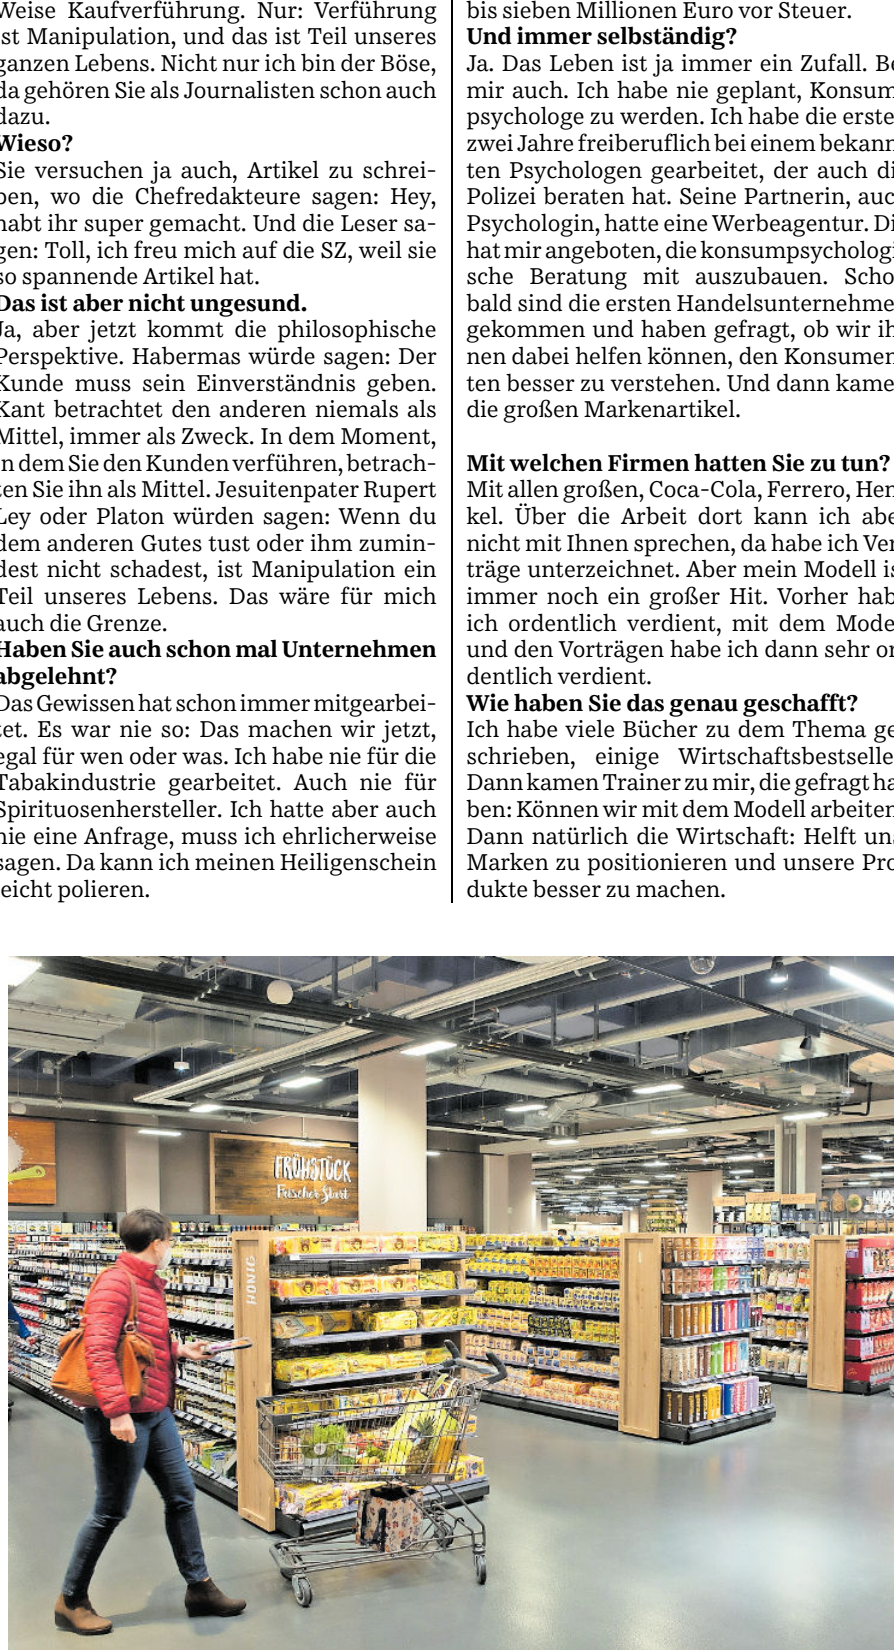 Weise Kaufverführung. Nur: Verführung
ist Manipulation, und das ist Teil unseres
ganzen Lebens. Nicht nur ich bin der Böse,
da gehören Sie als Journalisten schon auch
dazu.
Wieso?
Sie versuchen ja auch, Artikel zu schrei-
ben, wo die Chefredakteure sagen: Hey,
habt ihr super gemacht. Und die Leser sa-
gen: Toll, ich freu mich auf die SZ, weil sie
so spannende Artikel hat.
Das ist aber nicht ungesund.
Ja, aber jetzt kommt die philosophische
Perspektive. Habermas würde sagen: Der
Kunde muss sein Einverständnis geben.
Kant betrachtet den anderen niemals als
Mittel, immer als Zweck. In dem Moment,
in dem Sie den Kunden verführen, betrach-
ten Sie ihn als Mittel. Jesuitenpater Rupert
Ley oder Platon würden sagen: Wenn du
dem anderen Gutes tust oder ihm zumin-
dest nicht schadest, ist Manipulation ein
Teil unseres Lebens. Das wäre für mich
auch die Grenze.
Haben Sie auch schon mal Unternehmen
abgelehnt?
Das Gewissen hat schon immer mitgearbei-
tet. Es war nie so: Das machen wir jetzt,
egal für wen oder was. Ich habe nie für die
Tabakindustrie gearbeitet. Auch nie für
Spirituosenhersteller. Ich hatte aber auch
nie eine Anfrage, muss ich ehrlicherweise
sagen. Da kann ich meinen Heiligenschein
leicht polieren.
bis sieben Millionen Euro vor Steuer.
Und immer selbständig?
Ja. Das Leben ist ja immer ein Zufall. Be
mir auch. Ich habe nie geplant, Konsum
psychologe zu werden. Ich habe die erste
zwei Jahre freiberuflich bei einem bekann
ten Psychologen gearbeitet, der auch di
Polizei beraten hat. Seine Partnerin, auc
Psychologin, hatte eine Werbeagentur. Di
hat mir angeboten, die konsumpsychologi
sche Beratung mit auszubauen. Scho
bald sind die ersten Handelsunternehme
gekommen und haben gefragt, ob wir ih
nen dabei helfen können, den Konsumen
ten besser zu verstehen. Und dann kame
die großen Markenartikel.
Mit welchen Firmen hatten Sie zu tun?
Mit allen großen, Coca-Cola, Ferrero, Hen
kel. Über die Arbeit dort kann ich abe
nicht mit Ihnen sprechen, da habe ich Ver
träge unterzeichnet. Aber mein Modell is
immer noch ein großer Hit. Vorher hab
ich ordentlich verdient, mit dem Mode
und den Vorträgen habe ich dann sehr or
dentlich verdient.
Wie haben Sie das genau geschafft?
Ich habe viele Bücher zu dem Thema ge
schrieben, einige Wirtschaftsbestselle
Dann kamen Trainer zu mir, die gefragt ha
ben: Können wir mit dem Modell arbeiten
Dann natürlich die Wirtschaft: Helft un
Marken zu positionieren und unsere Pro
dukte besser zu machen.
FRÜHSTÜCK
Frischer Start
HONIG